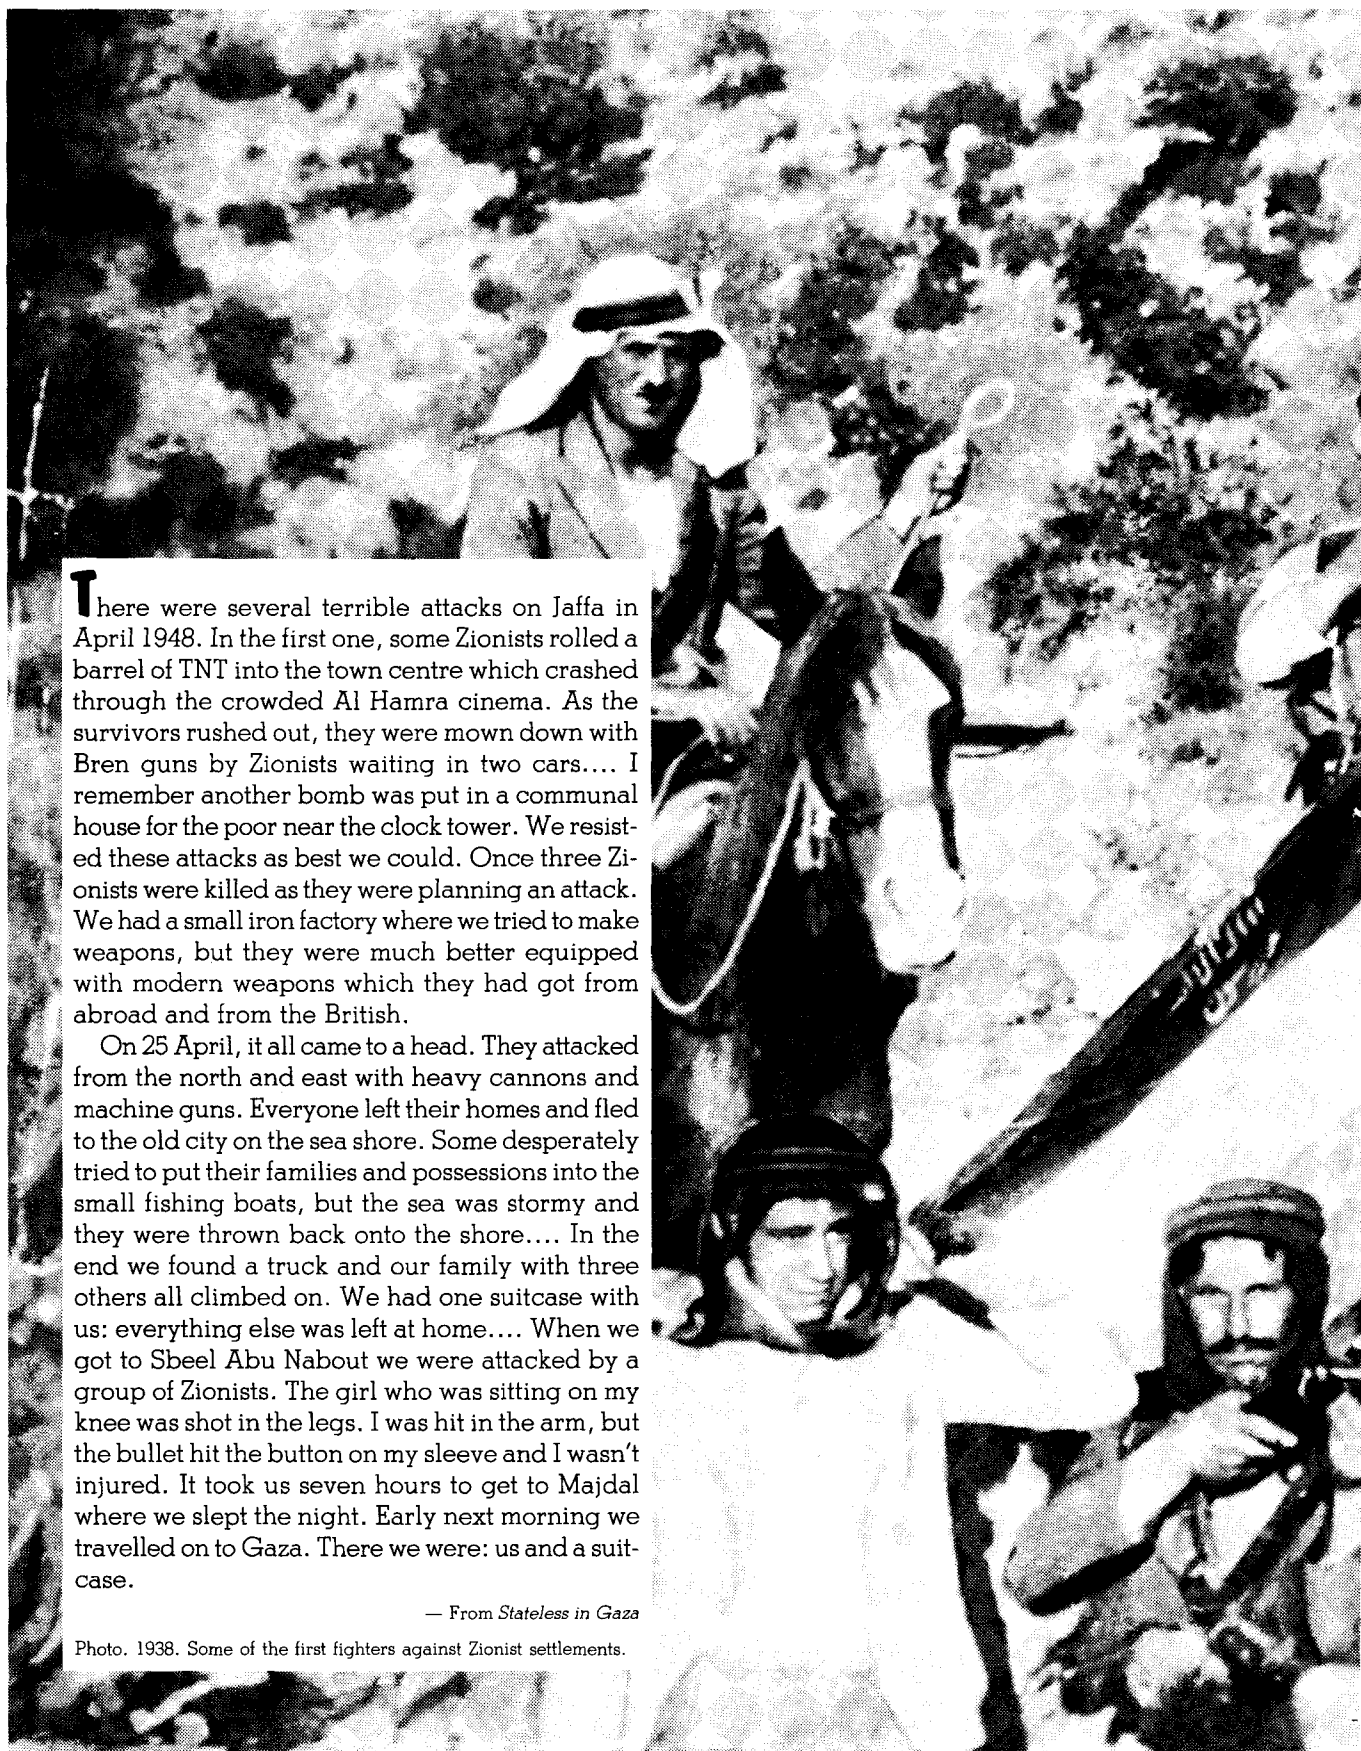 There were several terrible attacks on Jaffa in
April 1948. In the first one, some Zionists rolled a
barrel of TNT into the town centre which crashed
through the crowded Al Hamra cinema. As the
survivors rushed out, they were mown down with
Bren guns by Zionists waiting in two cars.... I
remember another bomb was put in a communal
house for the poor near the clock tower. We resist-
ed these attacks as best we could. Once three Zi-
onists were killed as they were planning an attack.
We had a small iron factory where we tried to make
weapons, but they were much better equipped
with modern weapons which they had got from
abroad and from the British.
On 25 April, it all came to a head. They attacked
from the north and east with heavy cannons and
machine guns. Everyone left their homes and fled
to the old city on the sea shore. Some desperately
tried to put their families and possessions into the
small fishing boats, but the sea was stormy and
they were thrown back onto the shore.... In the
end we found a truck and our family with three
others all climbed on. We had one suitcase with
us: everything else was left at home.... When we
got to Sbeel Abu Nabout we were attacked by a
group of Zionists. The girl who was sitting on my
knee was shot in the legs. I was hit in the arm, but
the bullet hit the button on my sleeve and I wasn't
injured. It took us seven hours to get to Majdal
where we slept the night. Early next morning we
travelled on to Gaza. There we were: us and a suit-
case.
— From Stateless in Gaza
Photo. 1938. Some of the first fighters against Zionist settlements.